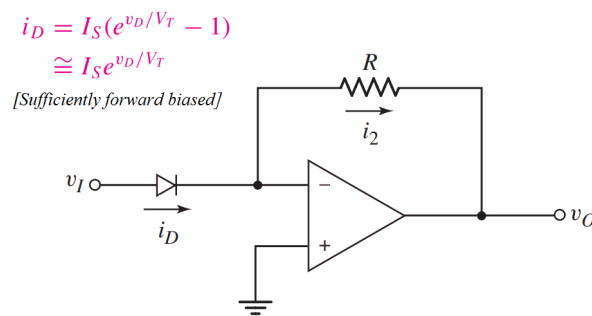 i_D = I_S(e^{v_D/V_T} − 1)
≅ I_S e^{v_D/V_T}
[Sufficiently forward biased]
R
i_2
v_I
−
i_D
v_O
+